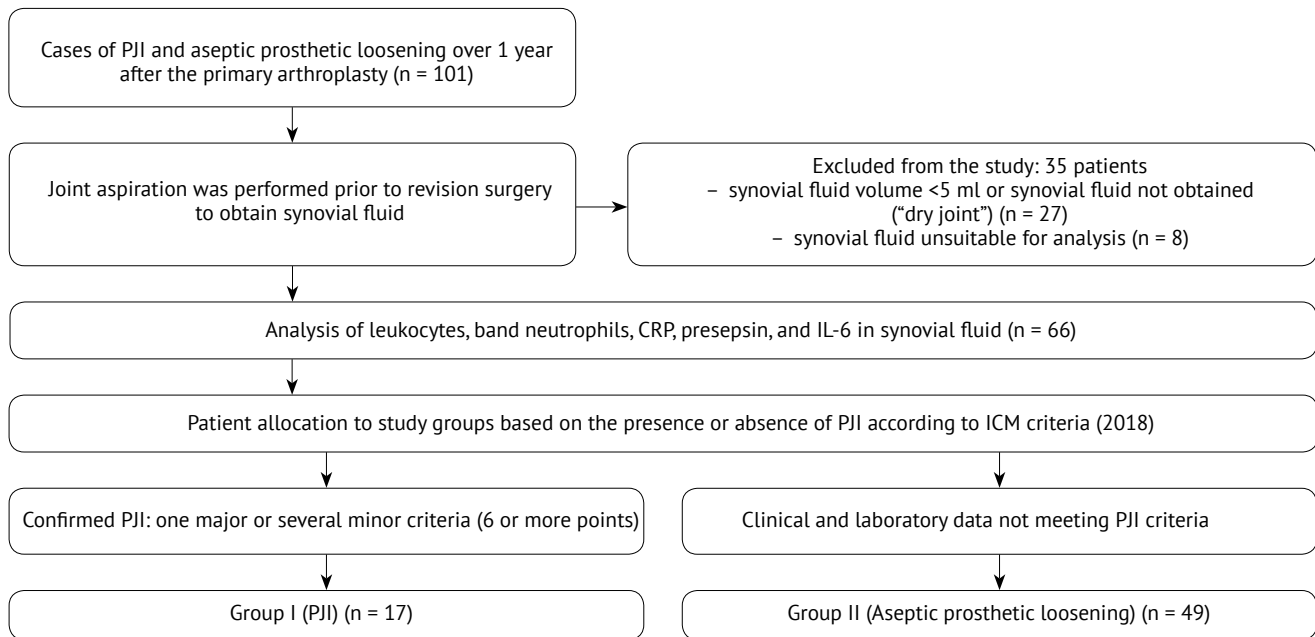 Cases of PJI and aseptic prosthetic loosening over 1 year
after the primary arthroplasty (n = 101)
Joint aspiration was performed prior to revision surgery
to obtain synovial fluid
Excluded from the study: 35 patients
– synovial fluid volume <5 ml or synovial fluid not obtained
(“dry joint”) (n = 27)
– synovial fluid unsuitable for analysis (n = 8)
Analysis of leukocytes, band neutrophils, CRP, presepsin, and IL-6 in synovial fluid (n = 66)
Patient allocation to study groups based on the presence or absence of PJI according to ICM criteria (2018)
Confirmed PJI: one major or several minor criteria (6 or more points)
Clinical and laboratory data not meeting PJI criteria
Group I (PJI) (n = 17)
Group II (Aseptic prosthetic loosening) (n = 49)